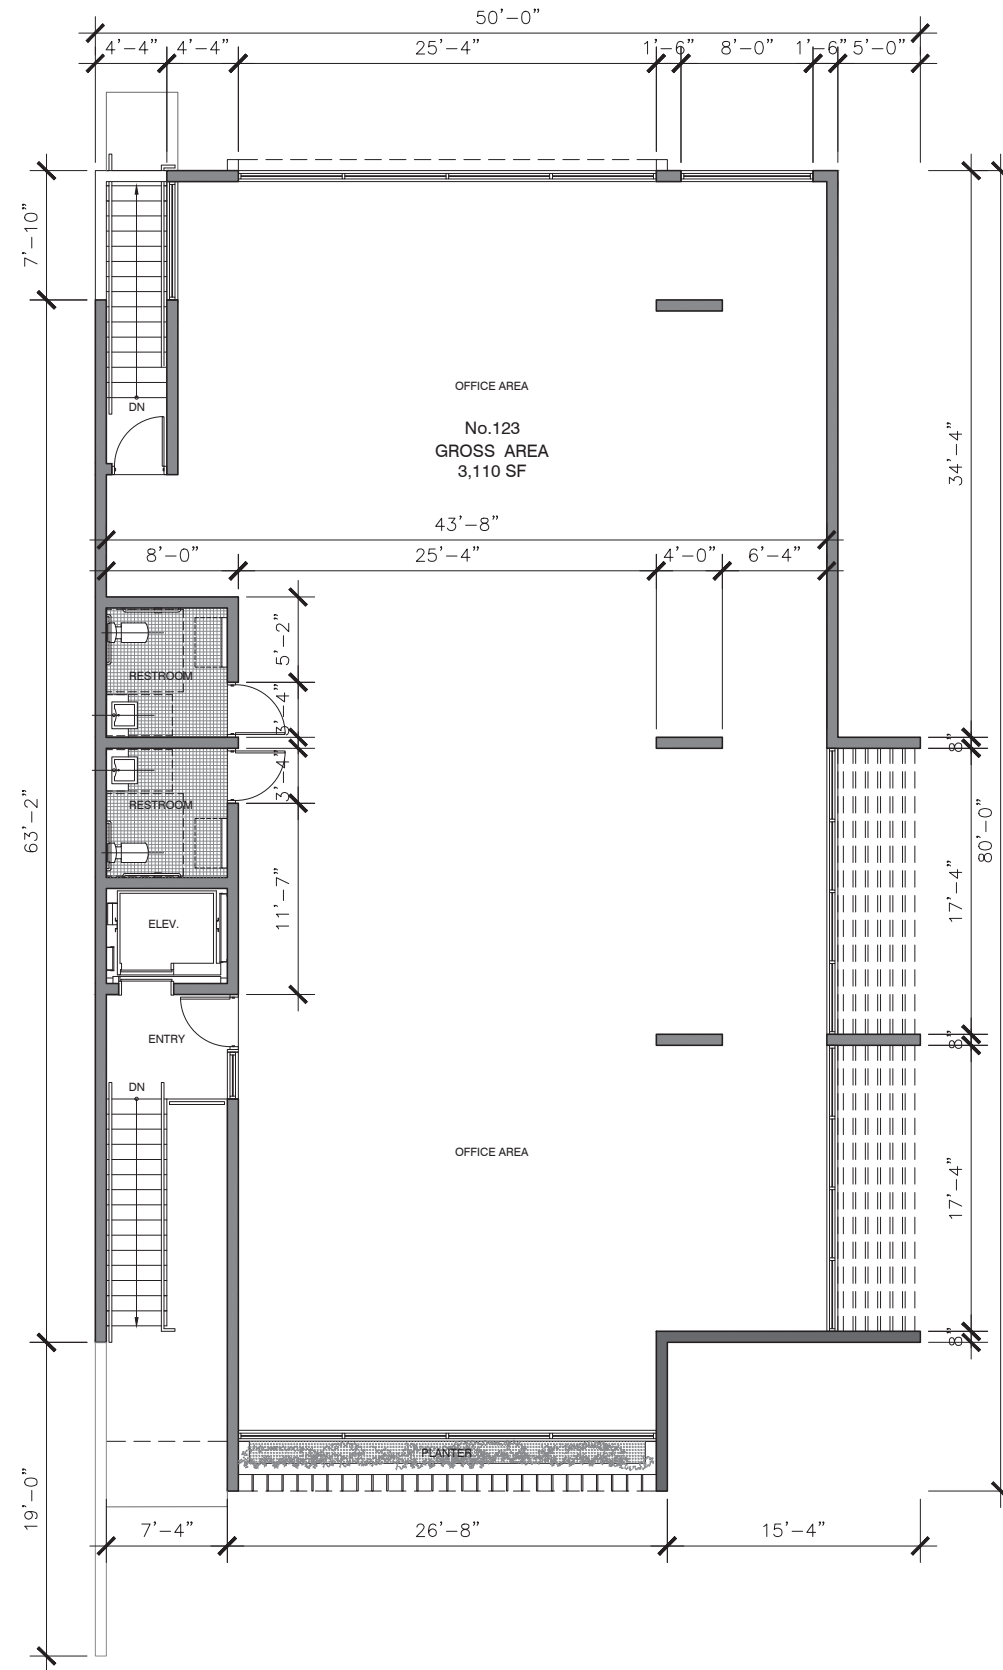 50'-0"
4'-4" 4'-4" 25'-4" 1'-6" 8'-0" 1'-6" 5'-0"
7'-10"
DN
OFFICE AREA
No.123
GROSS AREA
3,110 SF
34'-4"
43'-8"
8'-0" 25'-4" 4'-0" 6'-4"
5'-2"
RESTROOM
3'-4"
8"
3'-4"
RESTROOM
63'-2"
80'-0"
11'-7"
17'-4"
ELEV.
ENTRY
8"
DN
OFFICE AREA
17'-4"
8"
PLANTER
19'-0"
7'-4" 26'-8" 15'-4"